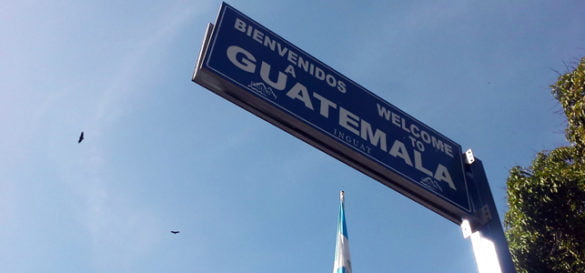 BIENVENIDOS
A
WELCOME
TO
GUATEMALA
INGUAT